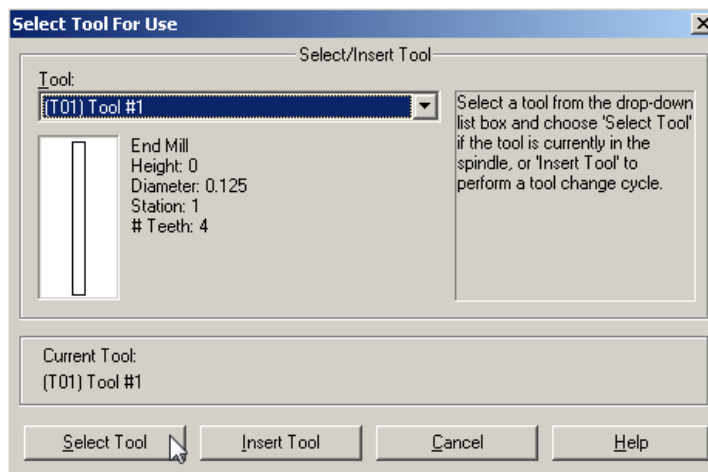 Select Tool For Use
Select/Insert Tool
Tool:
(T01) Tool #1
End Mill
Height: 0
Diameter: 0.125
Station: 1
# Teeth: 4
Select a tool from the drop-down
list box and choose 'Select Tool'
if the tool is currently in the
spindle, or 'Insert Tool' to
perform a tool change cycle.
Current Tool:
(T01) Tool #1
Select Tool
Insert Tool
Cancel
Help